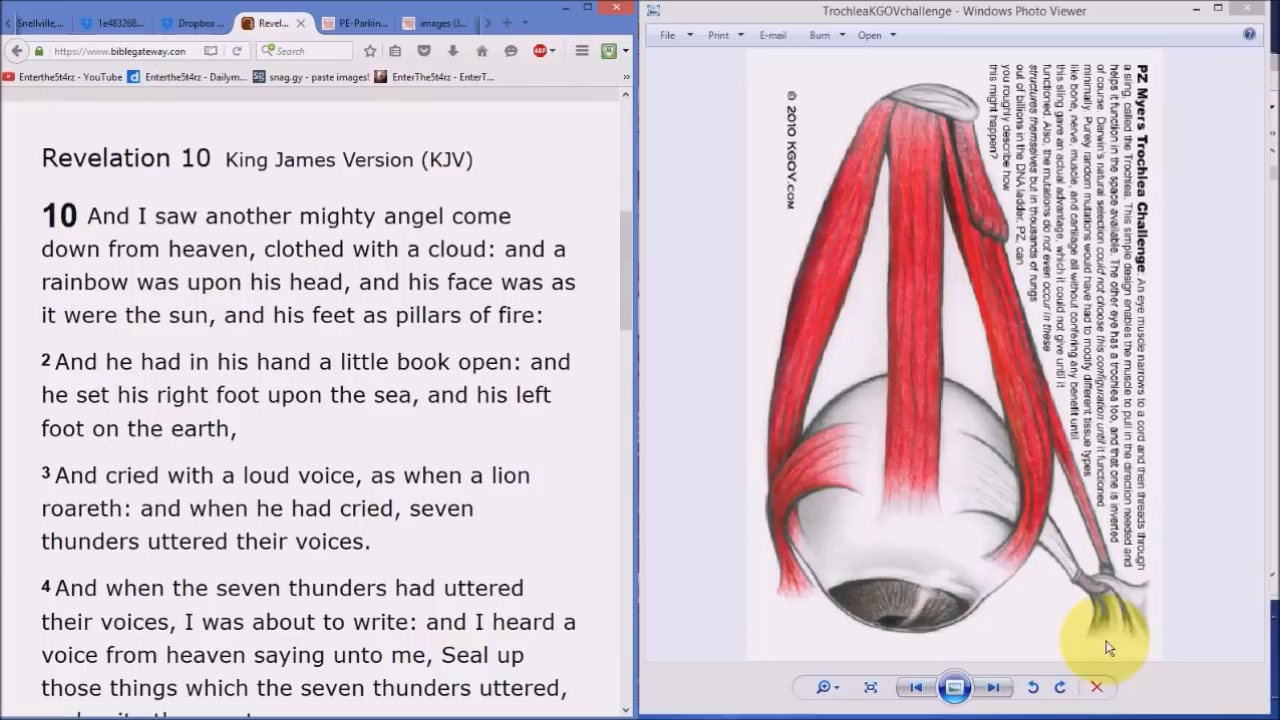 Snellville,...
1e483268...
Dropbox ...
Revel...
PE-Parkin...
images (J...
https://www.biblegateway.con
Search
ABP
Enterthe5t4rz - YouTube
Enterthe5t4rz - Dailym...
snag.gy - paste images!
EnterThe5t4rz - EnterT...
Revelation 10 King James Version (KJV)
10 And I saw another mighty angel come
down from heaven, clothed with a cloud: and a
rainbow was upon his head, and his face was as
it were the sun, and his feet as pillars of fire:
2 And he had in his hand a little book open: and
he set his right foot upon the sea, and his left
foot on the earth,
3 And cried with a loud voice, as when a lion
roareth: and when he had cried, seven
thunders uttered their voices.
4 And when the seven thunders had uttered
their voices, I was about to write: and I heard a
voice from heaven saying unto me, Seal up
those things which the seven thunders uttered,
TrochleaKGOVchallenge - Windows Photo Viewer
File Print E-mail Burn Open
PZ Myers Trochlea Challenge: An eye muscle narrows to a cord and then threads through
a sling, called the Trochlea. This simple design enables the muscle to pull in the direction needed and
helps it function in the space available. The other eye has a trochlea too, and that one is inverted
of course. Darwin's natural selection could not choose this configuration until it functioned
minimally. Purely random mutations would have had to modify different tissue types
like bone, nerve, muscle, and cartilage all without confering any benefit until
this sling gave an actual advantage, which it could not give until it
functioned. Also, the mutations do not even occur in these
structures themselves but in thousands of rungs
out of billions in the DNA ladder. PZ, can
you roughly describe how
this might happen?
© 2010 KGOV.com